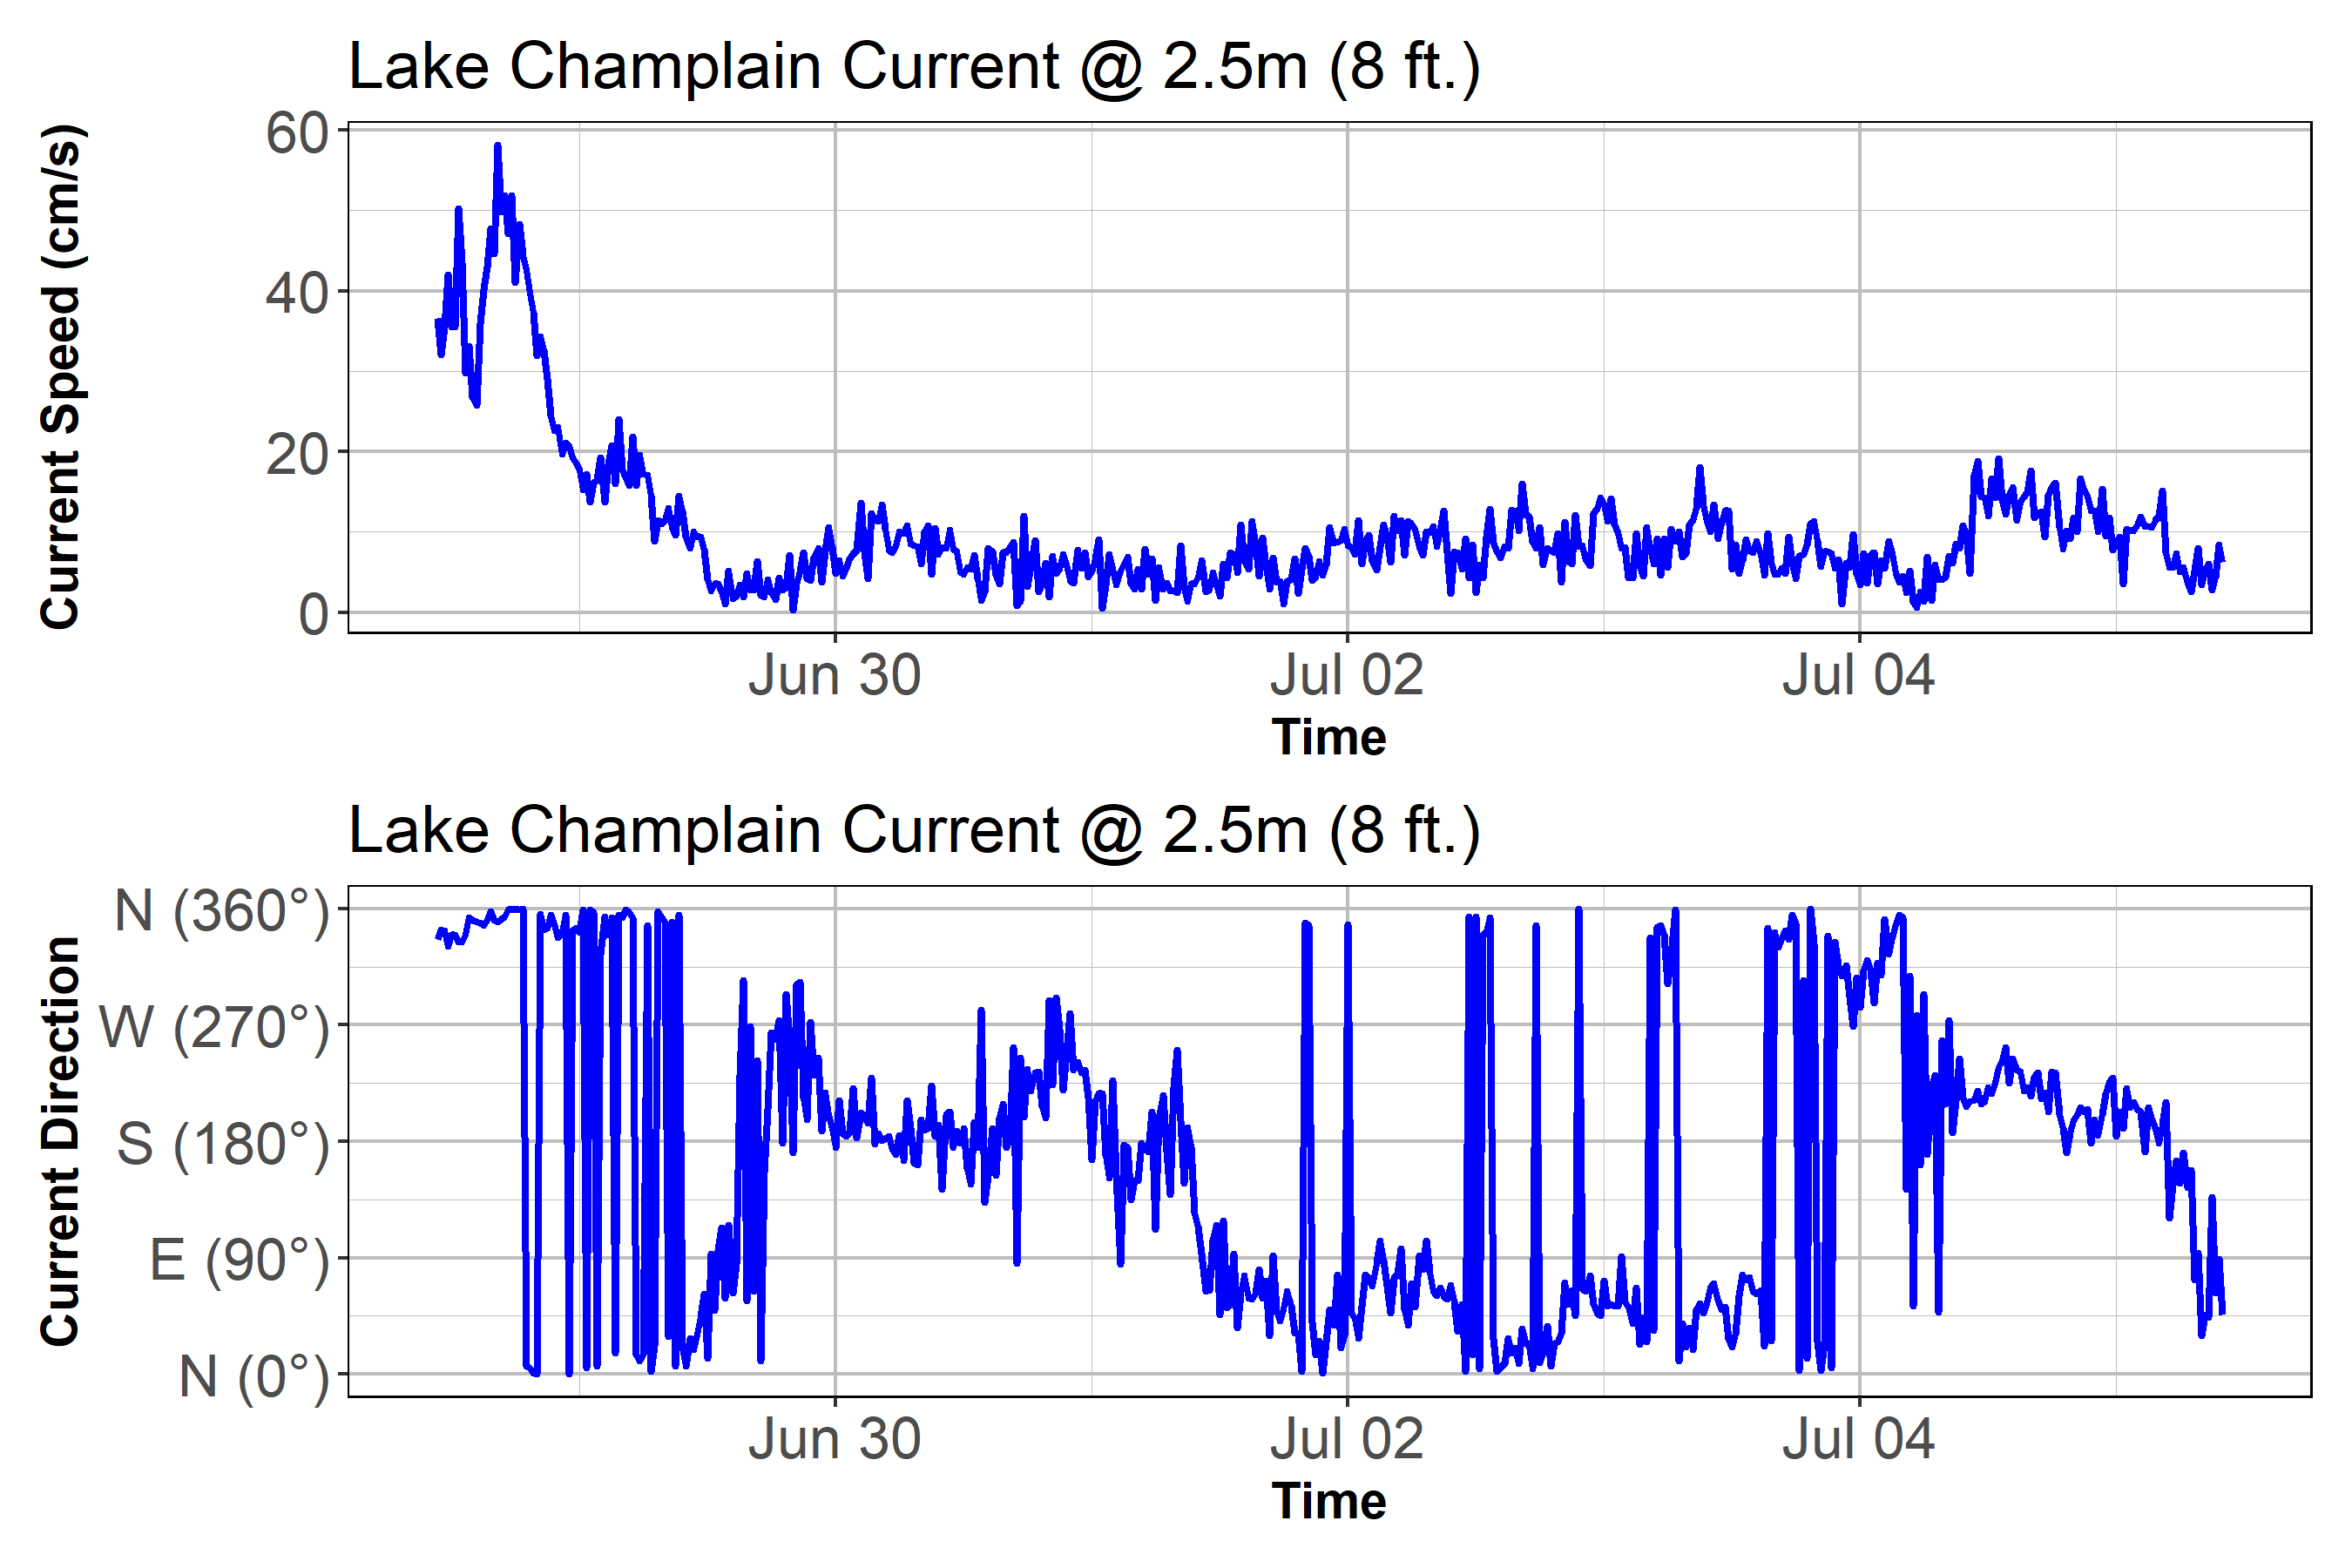 Lake Champlain Current @ 2.5m (8 ft.)
Current Speed (cm/s)
60
40
20
0
Jun 30
Jul 02
Jul 04
Time
Lake Champlain Current @ 2.5m (8 ft.)
Current Direction
N (360°)
W (270°)
S (180°)
E (90°)
N (0°)
Jun 30
Jul 02
Jul 04
Time